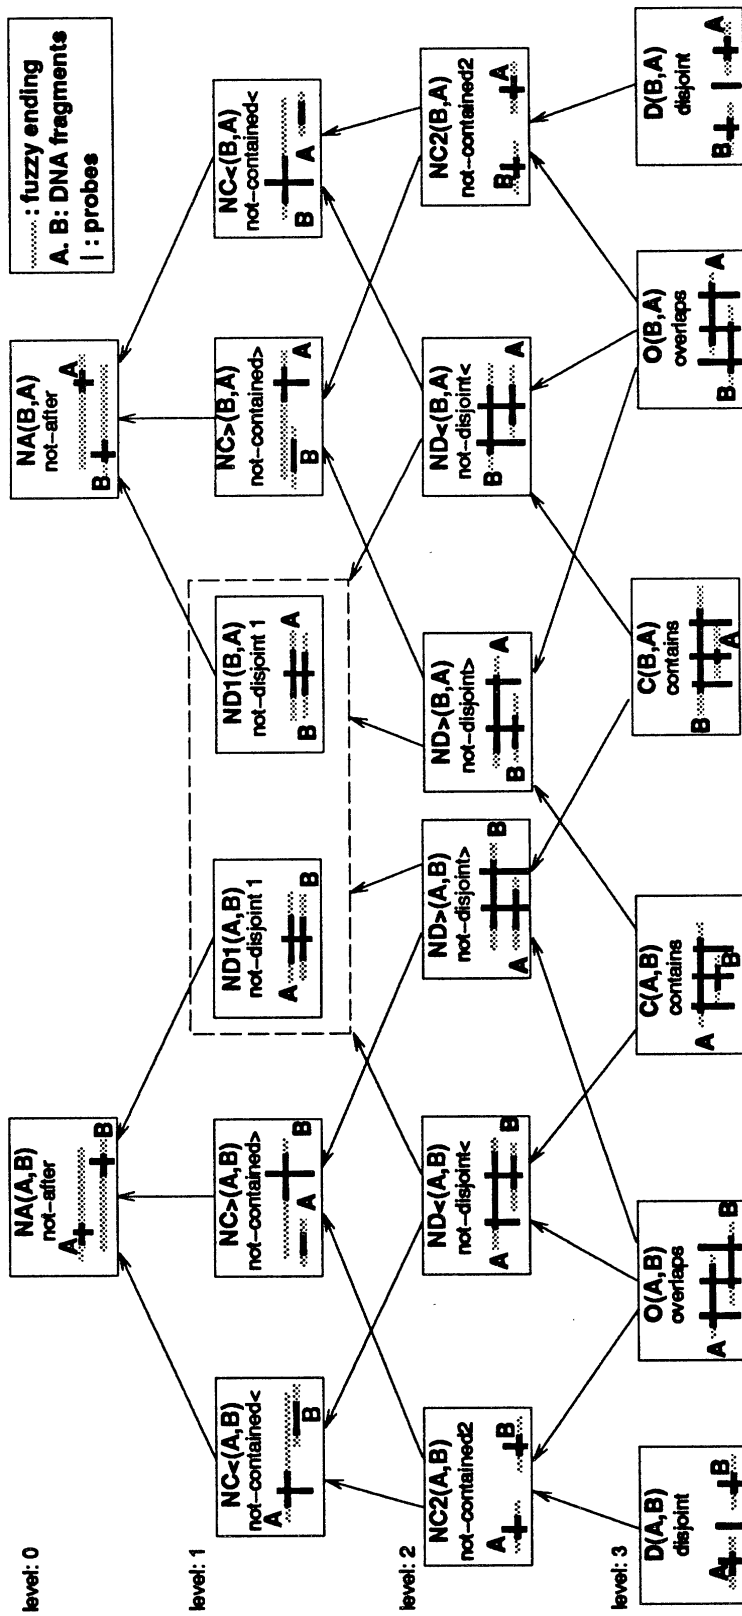 level: 0
NA(A,B)
not-after
A
B
NA(B,A)
not-after
B
A
........ : fuzzy ending
A. B: DNA fragments
| : probes
level: 1
NC<(A,B)
not-contained<
A
B
NC>(A,B)
not-contained>
A
B
ND1(A,B)
not-disjoint 1
A
B
ND1(B,A)
not-disjoint 1
B
A
NC>(B,A)
not-contained>
B
A
NC<(B,A)
not-contained<
B
A
level: 2
NC2(A,B)
not-contained2
A
B
ND<(A,B)
not-disjoint<
A
B
ND>(A,B)
not-disjoint>
A
B
ND>(B,A)
not-disjoint>
B
A
ND<(B,A)
not-disjoint<
B
A
NC2(B,A)
not-contained2
B
A
level: 3
D(A,B)
disjoint
A
B
O(A,B)
overlaps
A
B
C(A,B)
contains
A
B
C(B,A)
contains
B
A
O(B,A)
overlaps
B
A
D(B,A)
disjoint
B
A